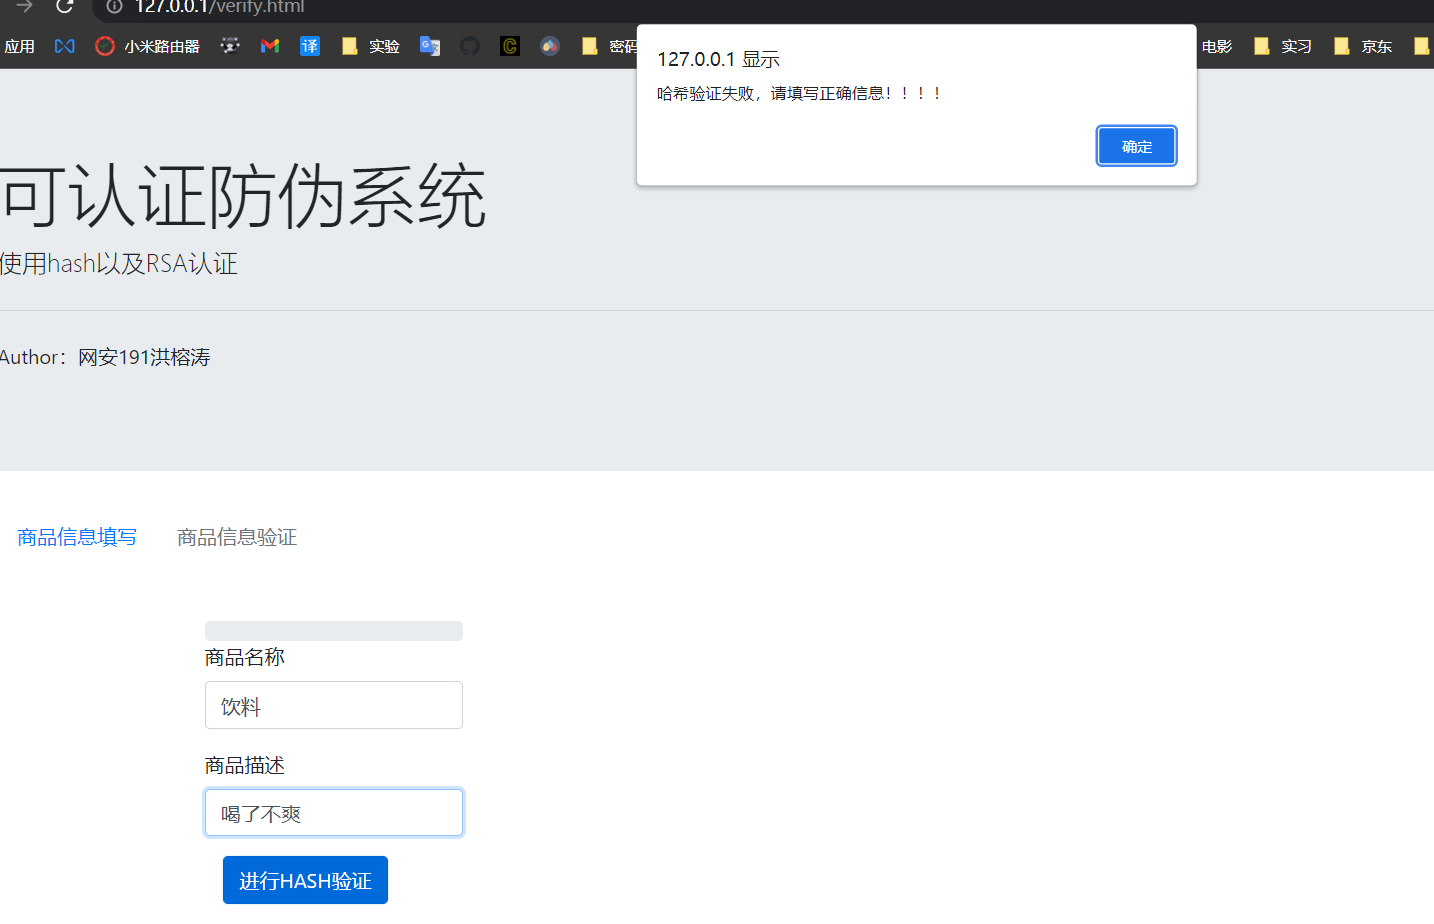 127.0.0.1/verify.html
应用 小米路由器 译 实验 密码 电影 实习 京东
127.0.0.1 显示
哈希验证失败，请填写正确信息！！！！
确定
可认证防伪系统
使用hash以及RSA认证
Author：网安191洪榕涛
商品信息填写 商品信息验证
商品名称
饮料
商品描述
喝了不爽
进行HASH验证